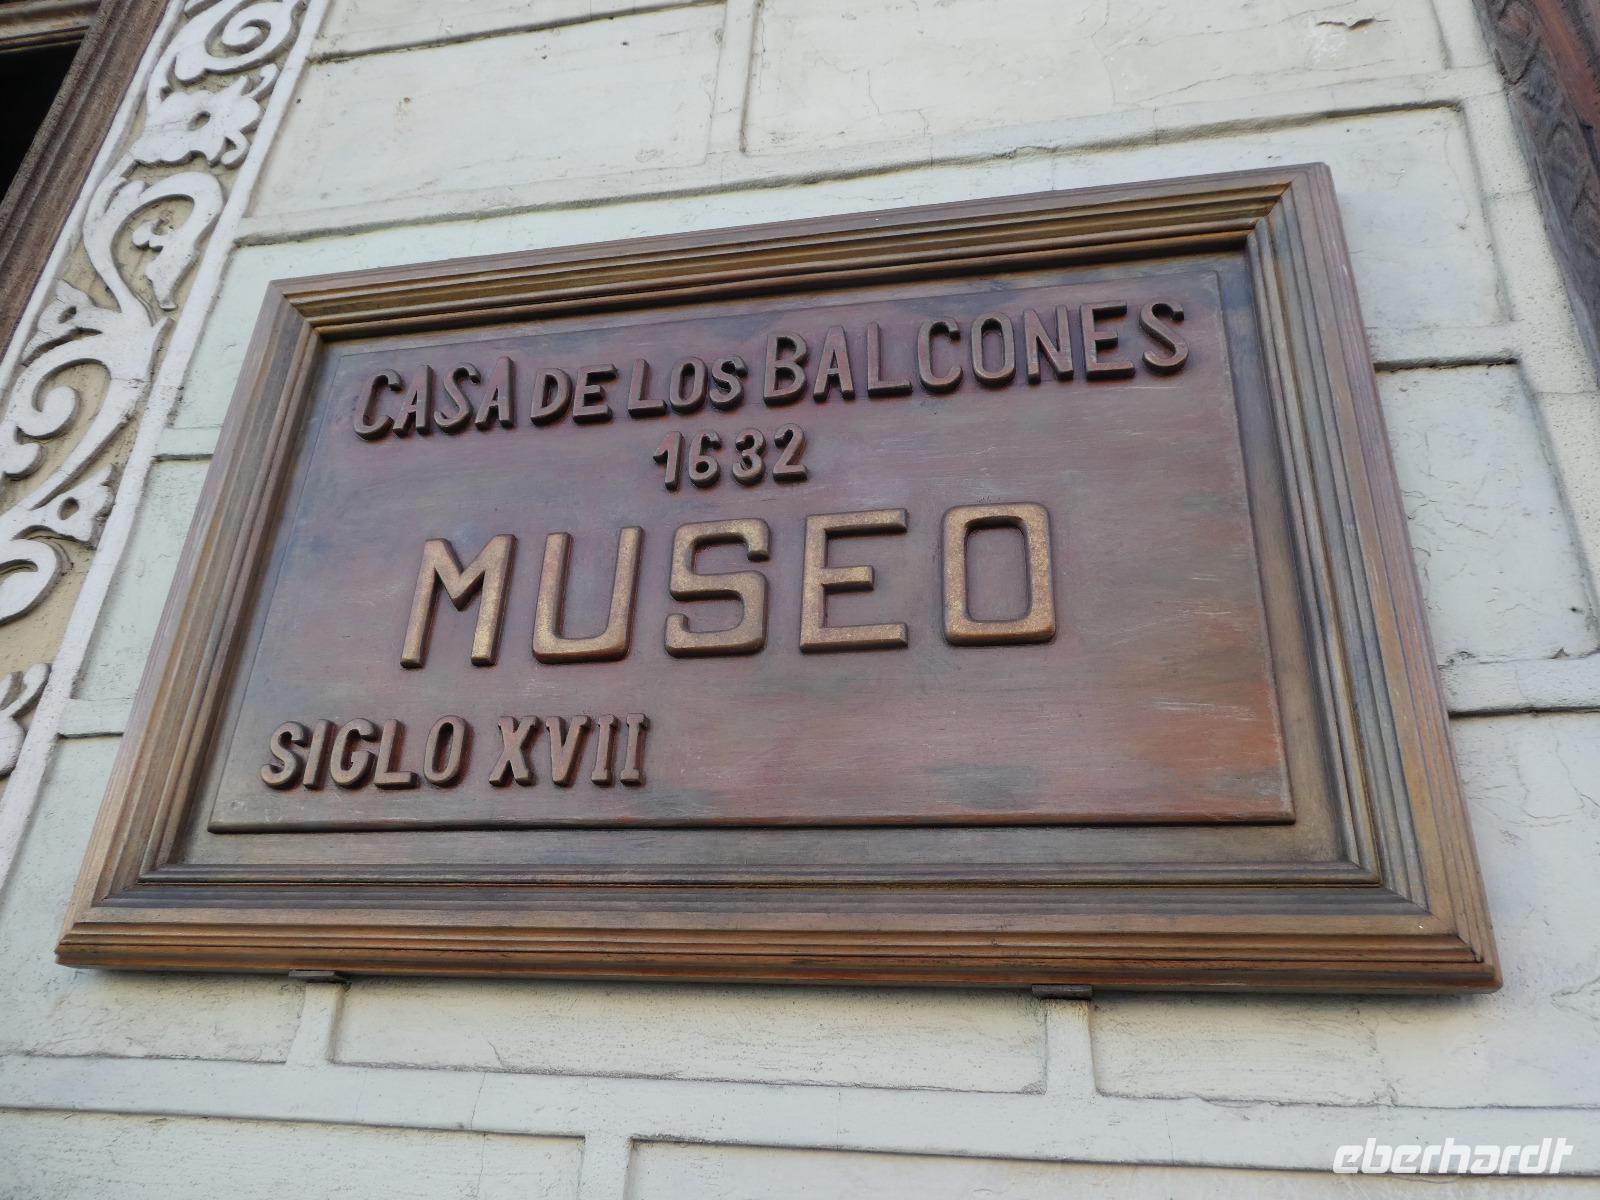 CASA DE LOS BALCONES
1632
MUSEO
SIGLO XVII
eberhardt